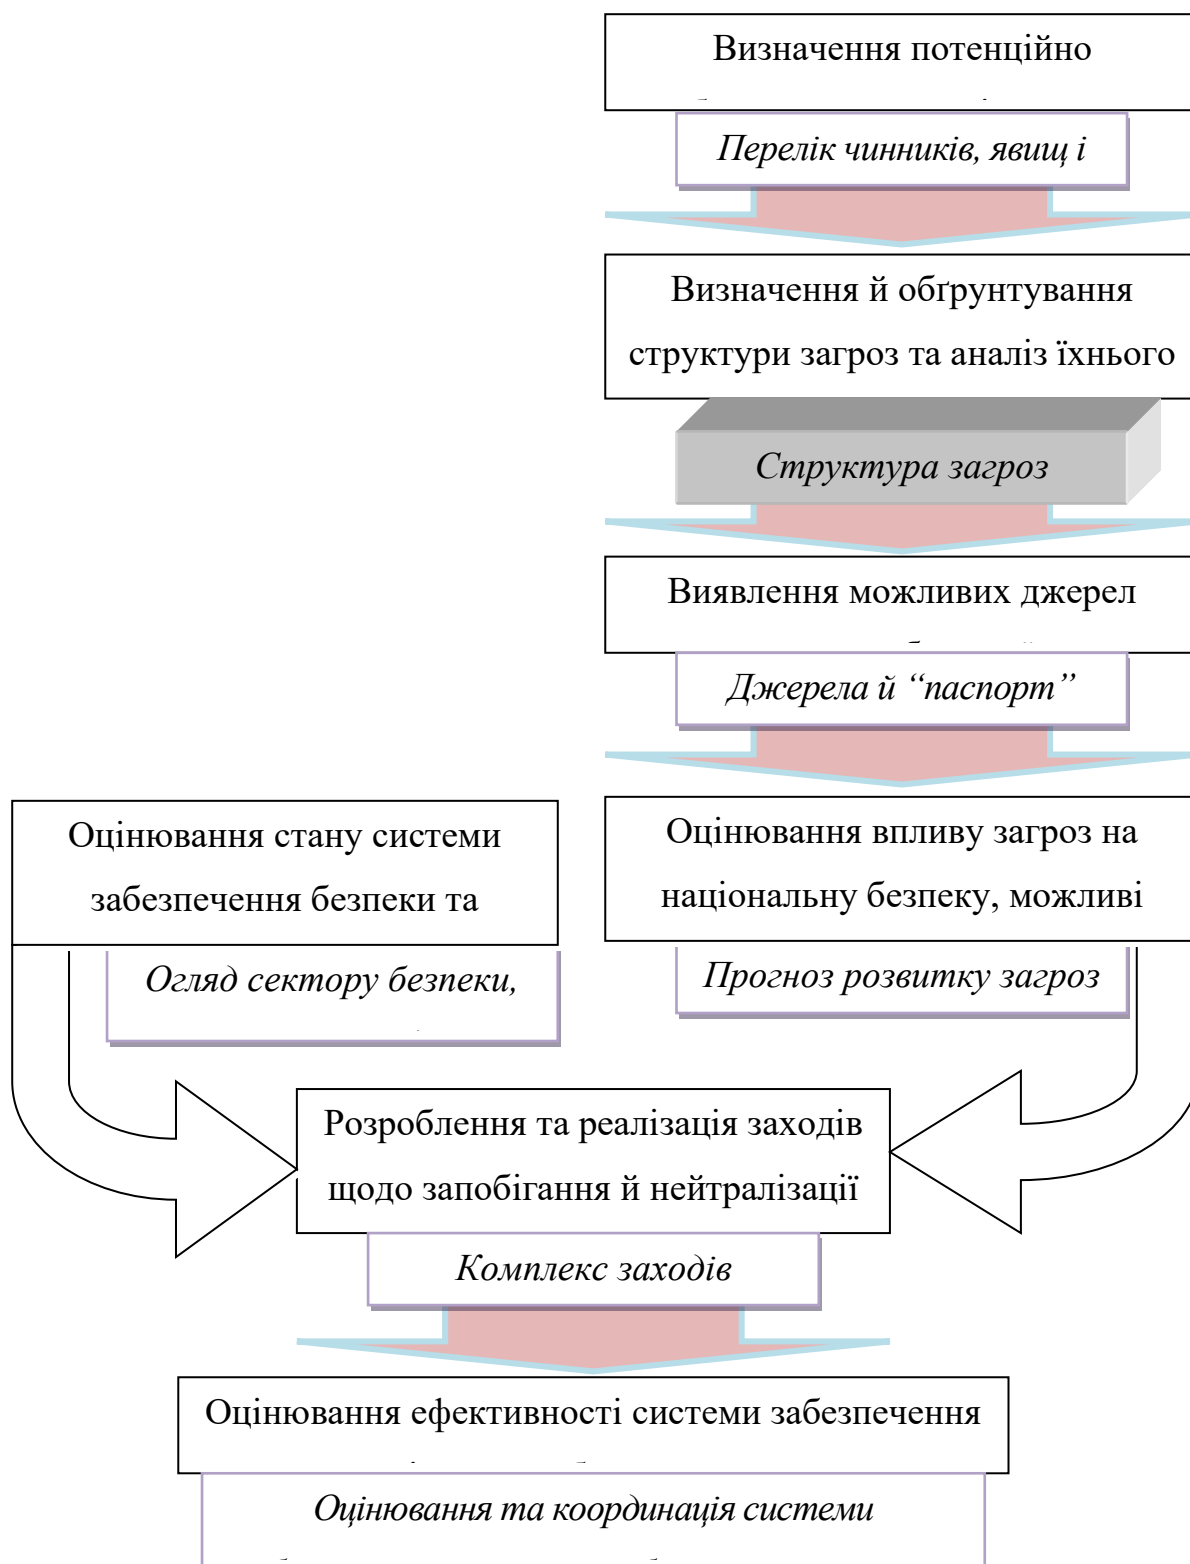 Визначення потенційно
Перелік чинників, явищ і
Визначення й обґрунтування
структури загроз та аналіз їхнього
Структура загроз
Виявлення можливих джерел
Джерела й “паспорт”
Оцінювання стану системи
забезпечення безпеки та
Огляд сектору безпеки,
Оцінювання впливу загроз на
національну безпеку, можливі
Прогноз розвитку загроз
Розроблення та реалізація заходів
щодо запобігання й нейтралізації
Комплекс заходів
Оцінювання ефективності системи забезпечення
Оцінювання та координація системи